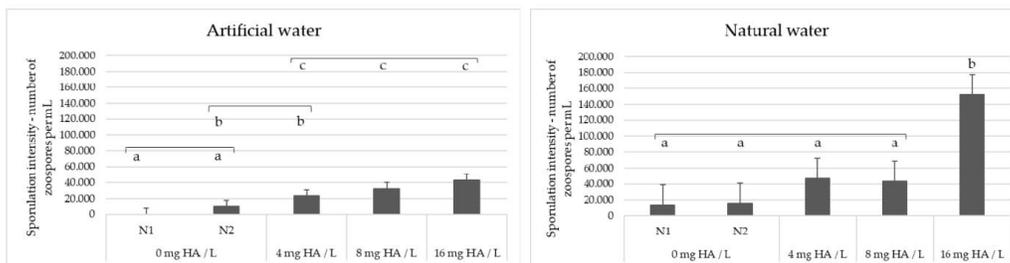 Artificial water
Sporulation intensity - number of
zoospores per mL
200.000
180.000
160.000
140.000
120.000
100.000
80.000
60.000
40.000
20.000
0
c c c
b b
a a
N1 N2
0 mg HA / L 4 mg HA / L 8 mg HA / L 16 mg HA / L
Natural water
Sporulation intensity - number of
zoospores per mL
200.000
180.000
160.000
140.000
120.000
100.000
80.000
60.000
40.000
20.000
0
b
a a a a
N1 N2
0 mg HA / L 4 mg HA / L 8 mg HA / L 16 mg HA / L